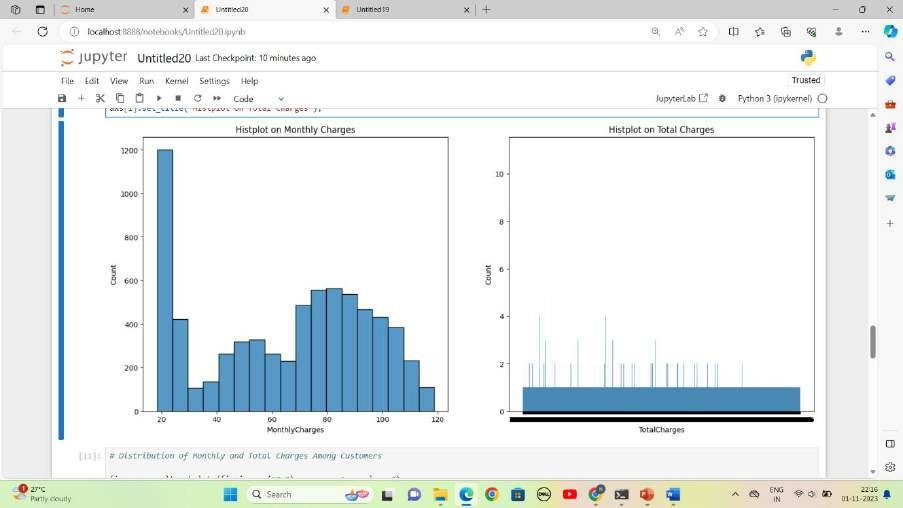 Home
Untitled20
Untitled19
localhost:8888/notebooks/Untitled20.ipynb
jupyter Untitled20 Last Checkpoint: 10 minutes ago
File Edit View Run Kernel Settings Help
Trusted
Code
JupyterLab
Python 3 (ipykernel)
axs[1].set_title('Histplot on Total Charges');
Histplot on Monthly Charges
1200
1000
800
600
400
200
0
Count
20 40 60 80 100 120
MonthlyCharges
Histplot on Total Charges
10
8
6
4
2
0
Count
TotalCharges
[11]: # Distribution of Monthly and Total Charges Among Customers
27°C
Partly cloudy
Search
DELL
ENG
IN
22:16
01-11-2023